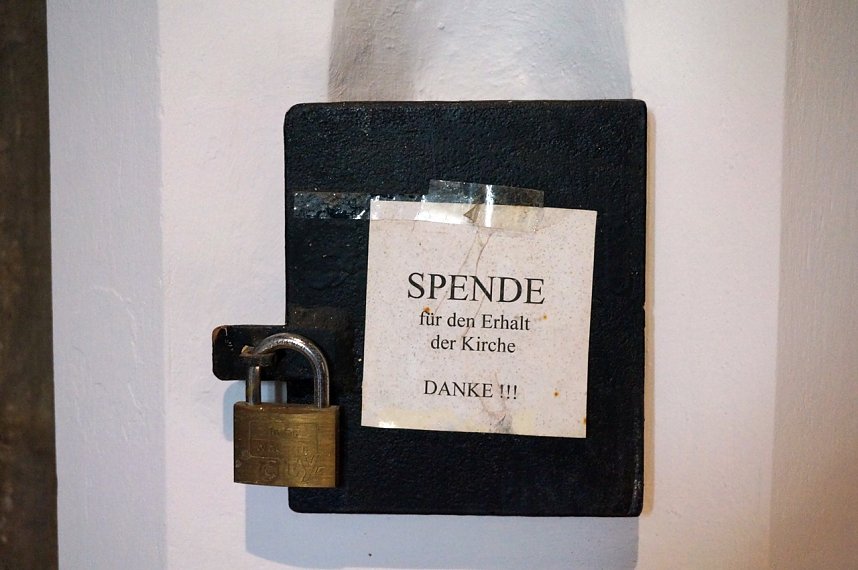 SPENDE
für den Erhalt
der Kirche
DANKE !!!